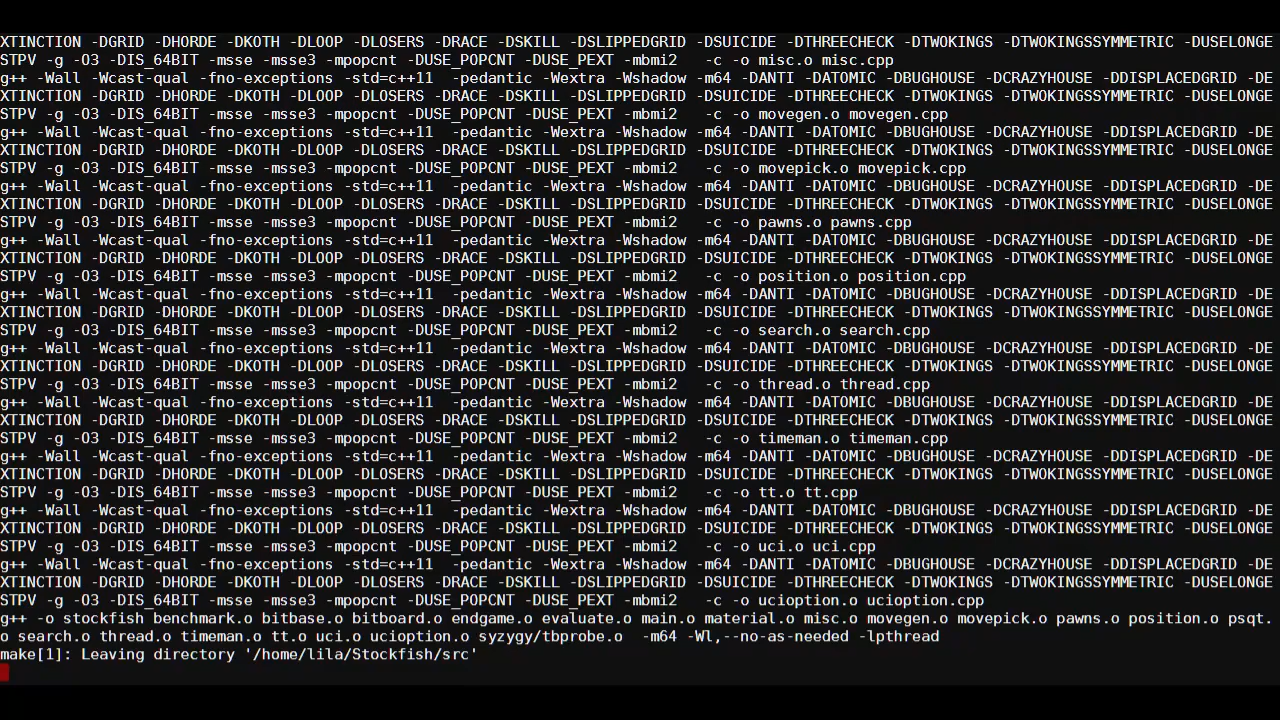 XTINCTION -DGRID -DHORDE -DKOTH -DLOOP -DLOSERS -DRACE -DSKILL -DSLIPPEDGRID -DSUICIDE -DTHREECHECK -DTWOKINGS -DTWOKINGSSYMMETRIC -DUSELONGE
STPV -g -O3 -DIS_64BIT -msse -msse3 -mpopcnt -DUSE_POPCNT -DUSE_PEXT -mbmi2   -c -o misc.o misc.cpp
g++ -Wall -Wcast-qual -fno-exceptions -std=c++11  -pedantic -Wextra -Wshadow -m64 -DANTI -DATOMIC -DBUGHOUSE -DCRAZYHOUSE -DDISPLACEDGRID -DE
XTINCTION -DGRID -DHORDE -DKOTH -DLOOP -DLOSERS -DRACE -DSKILL -DSLIPPEDGRID -DSUICIDE -DTHREECHECK -DTWOKINGS -DTWOKINGSSYMMETRIC -DUSELONGE
STPV -g -O3 -DIS_64BIT -msse -msse3 -mpopcnt -DUSE_POPCNT -DUSE_PEXT -mbmi2   -c -o movegen.o movegen.cpp
g++ -Wall -Wcast-qual -fno-exceptions -std=c++11  -pedantic -Wextra -Wshadow -m64 -DANTI -DATOMIC -DBUGHOUSE -DCRAZYHOUSE -DDISPLACEDGRID -DE
XTINCTION -DGRID -DHORDE -DKOTH -DLOOP -DLOSERS -DRACE -DSKILL -DSLIPPEDGRID -DSUICIDE -DTHREECHECK -DTWOKINGS -DTWOKINGSSYMMETRIC -DUSELONGE
STPV -g -O3 -DIS_64BIT -msse -msse3 -mpopcnt -DUSE_POPCNT -DUSE_PEXT -mbmi2   -c -o movepick.o movepick.cpp
g++ -Wall -Wcast-qual -fno-exceptions -std=c++11  -pedantic -Wextra -Wshadow -m64 -DANTI -DATOMIC -DBUGHOUSE -DCRAZYHOUSE -DDISPLACEDGRID -DE
XTINCTION -DGRID -DHORDE -DKOTH -DLOOP -DLOSERS -DRACE -DSKILL -DSLIPPEDGRID -DSUICIDE -DTHREECHECK -DTWOKINGS -DTWOKINGSSYMMETRIC -DUSELONGE
STPV -g -O3 -DIS_64BIT -msse -msse3 -mpopcnt -DUSE_POPCNT -DUSE_PEXT -mbmi2   -c -o pawns.o pawns.cpp
g++ -Wall -Wcast-qual -fno-exceptions -std=c++11  -pedantic -Wextra -Wshadow -m64 -DANTI -DATOMIC -DBUGHOUSE -DCRAZYHOUSE -DDISPLACEDGRID -DE
XTINCTION -DGRID -DHORDE -DKOTH -DLOOP -DLOSERS -DRACE -DSKILL -DSLIPPEDGRID -DSUICIDE -DTHREECHECK -DTWOKINGS -DTWOKINGSSYMMETRIC -DUSELONGE
STPV -g -O3 -DIS_64BIT -msse -msse3 -mpopcnt -DUSE_POPCNT -DUSE_PEXT -mbmi2   -c -o position.o position.cpp
g++ -Wall -Wcast-qual -fno-exceptions -std=c++11  -pedantic -Wextra -Wshadow -m64 -DANTI -DATOMIC -DBUGHOUSE -DCRAZYHOUSE -DDISPLACEDGRID -DE
XTINCTION -DGRID -DHORDE -DKOTH -DLOOP -DLOSERS -DRACE -DSKILL -DSLIPPEDGRID -DSUICIDE -DTHREECHECK -DTWOKINGS -DTWOKINGSSYMMETRIC -DUSELONGE
STPV -g -O3 -DIS_64BIT -msse -msse3 -mpopcnt -DUSE_POPCNT -DUSE_PEXT -mbmi2   -c -o search.o search.cpp
g++ -Wall -Wcast-qual -fno-exceptions -std=c++11  -pedantic -Wextra -Wshadow -m64 -DANTI -DATOMIC -DBUGHOUSE -DCRAZYHOUSE -DDISPLACEDGRID -DE
XTINCTION -DGRID -DHORDE -DKOTH -DLOOP -DLOSERS -DRACE -DSKILL -DSLIPPEDGRID -DSUICIDE -DTHREECHECK -DTWOKINGS -DTWOKINGSSYMMETRIC -DUSELONGE
STPV -g -O3 -DIS_64BIT -msse -msse3 -mpopcnt -DUSE_POPCNT -DUSE_PEXT -mbmi2   -c -o thread.o thread.cpp
g++ -Wall -Wcast-qual -fno-exceptions -std=c++11  -pedantic -Wextra -Wshadow -m64 -DANTI -DATOMIC -DBUGHOUSE -DCRAZYHOUSE -DDISPLACEDGRID -DE
XTINCTION -DGRID -DHORDE -DKOTH -DLOOP -DLOSERS -DRACE -DSKILL -DSLIPPEDGRID -DSUICIDE -DTHREECHECK -DTWOKINGS -DTWOKINGSSYMMETRIC -DUSELONGE
STPV -g -O3 -DIS_64BIT -msse -msse3 -mpopcnt -DUSE_POPCNT -DUSE_PEXT -mbmi2   -c -o timeman.o timeman.cpp
g++ -Wall -Wcast-qual -fno-exceptions -std=c++11  -pedantic -Wextra -Wshadow -m64 -DANTI -DATOMIC -DBUGHOUSE -DCRAZYHOUSE -DDISPLACEDGRID -DE
XTINCTION -DGRID -DHORDE -DKOTH -DLOOP -DLOSERS -DRACE -DSKILL -DSLIPPEDGRID -DSUICIDE -DTHREECHECK -DTWOKINGS -DTWOKINGSSYMMETRIC -DUSELONGE
STPV -g -O3 -DIS_64BIT -msse -msse3 -mpopcnt -DUSE_POPCNT -DUSE_PEXT -mbmi2   -c -o tt.o tt.cpp
g++ -Wall -Wcast-qual -fno-exceptions -std=c++11  -pedantic -Wextra -Wshadow -m64 -DANTI -DATOMIC -DBUGHOUSE -DCRAZYHOUSE -DDISPLACEDGRID -DE
XTINCTION -DGRID -DHORDE -DKOTH -DLOOP -DLOSERS -DRACE -DSKILL -DSLIPPEDGRID -DSUICIDE -DTHREECHECK -DTWOKINGS -DTWOKINGSSYMMETRIC -DUSELONGE
STPV -g -O3 -DIS_64BIT -msse -msse3 -mpopcnt -DUSE_POPCNT -DUSE_PEXT -mbmi2   -c -o uci.o uci.cpp
g++ -Wall -Wcast-qual -fno-exceptions -std=c++11  -pedantic -Wextra -Wshadow -m64 -DANTI -DATOMIC -DBUGHOUSE -DCRAZYHOUSE -DDISPLACEDGRID -DE
XTINCTION -DGRID -DHORDE -DKOTH -DLOOP -DLOSERS -DRACE -DSKILL -DSLIPPEDGRID -DSUICIDE -DTHREECHECK -DTWOKINGS -DTWOKINGSSYMMETRIC -DUSELONGE
STPV -g -O3 -DIS_64BIT -msse -msse3 -mpopcnt -DUSE_POPCNT -DUSE_PEXT -mbmi2   -c -o ucioption.o ucioption.cpp
g++ -o stockfish benchmark.o bitbase.o bitboard.o endgame.o evaluate.o main.o material.o misc.o movegen.o movepick.o pawns.o position.o psqt.
o search.o thread.o timeman.o tt.o uci.o ucioption.o syzygy/tbprobe.o  -m64 -Wl,--no-as-needed -lpthread
make[1]: Leaving directory '/home/lila/Stockfish/src'